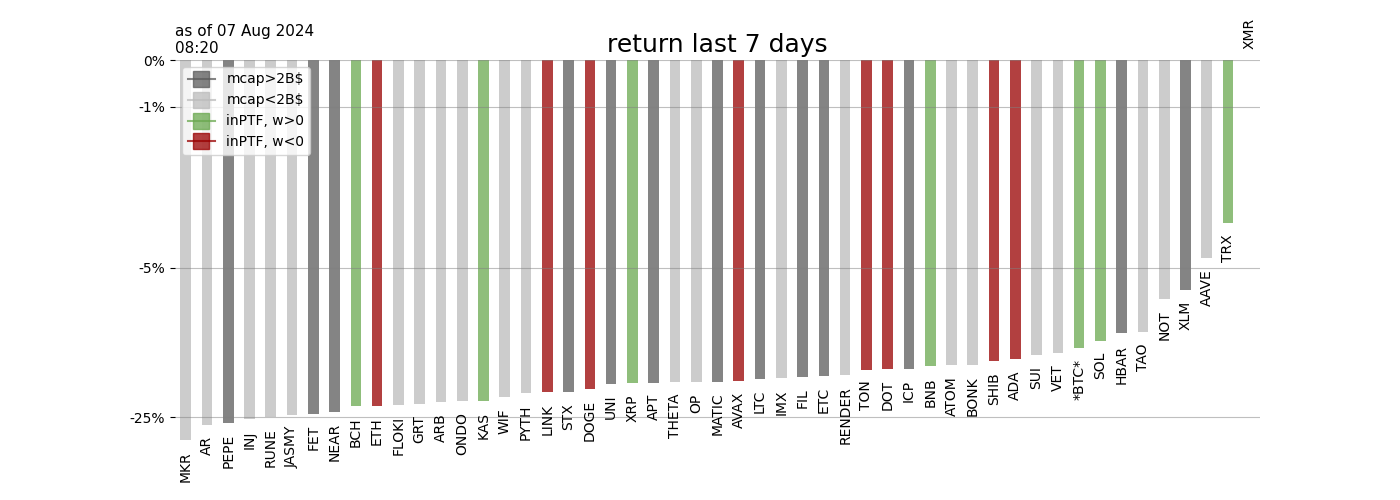 as of 07 Aug 2024
08:20
return last 7 days
XMR
0%
-1%
-5%
-25%
mcap>2B$
mcap<2B$
inPTF, w>0
inPTF, w<0
MKR
AR
PEPE
INJ
RUNE
JASMY
FET
NEAR
BCH
ETH
FLOKI
GRT
ARB
ONDO
KAS
WIF
PYTH
LINK
STX
DOGE
UNI
XRP
APT
THETA
OP
MATIC
AVAX
LTC
IMX
FIL
ETC
RENDER
TON
DOT
ICP
BNB
ATOM
BONK
SHIB
ADA
SUI
VET
*BTC*
SOL
HBAR
TAO
NOT
XLM
AAVE
TRX